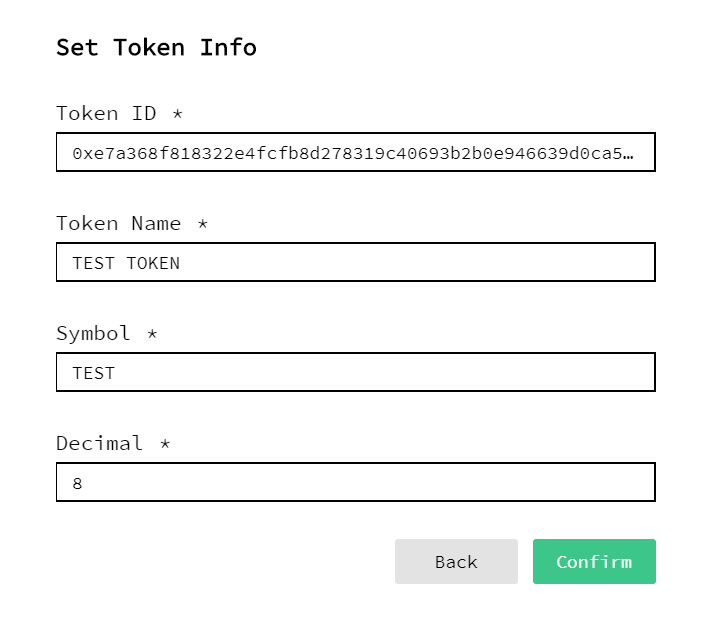 Set Token Info
Token ID *
0xe7a368f818322e4fcfb8d278319c40693b2b0e946639d0ca5…
Token Name *
TEST TOKEN
Symbol *
TEST
Decimal *
8
Back
Confirm